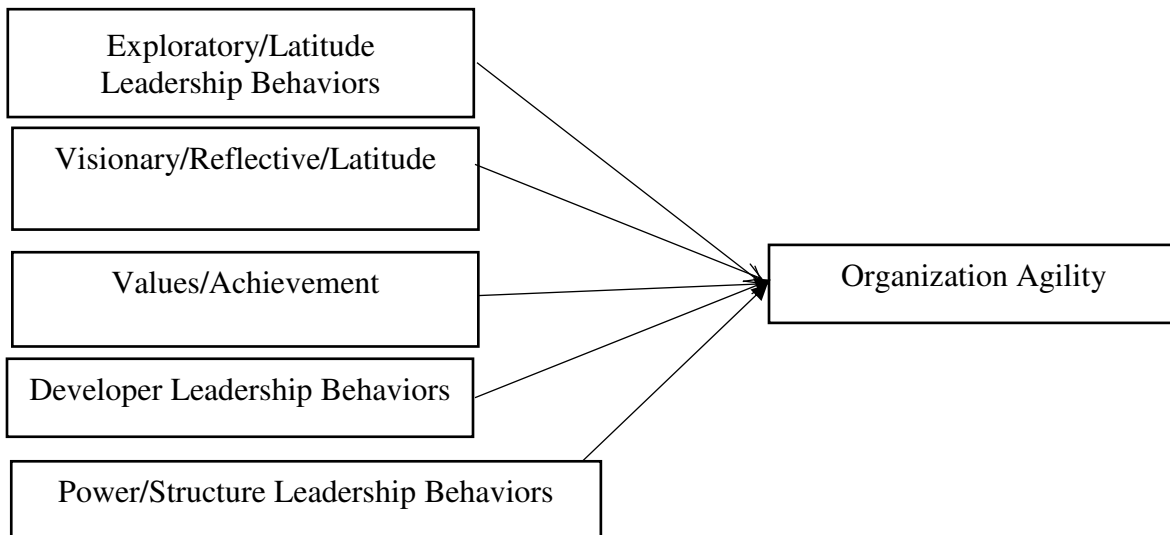 Exploratory/Latitude
Leadership Behaviors
Visionary/Reflective/Latitude
Values/Achievement
Organization Agility
Developer Leadership Behaviors
Power/Structure Leadership Behaviors